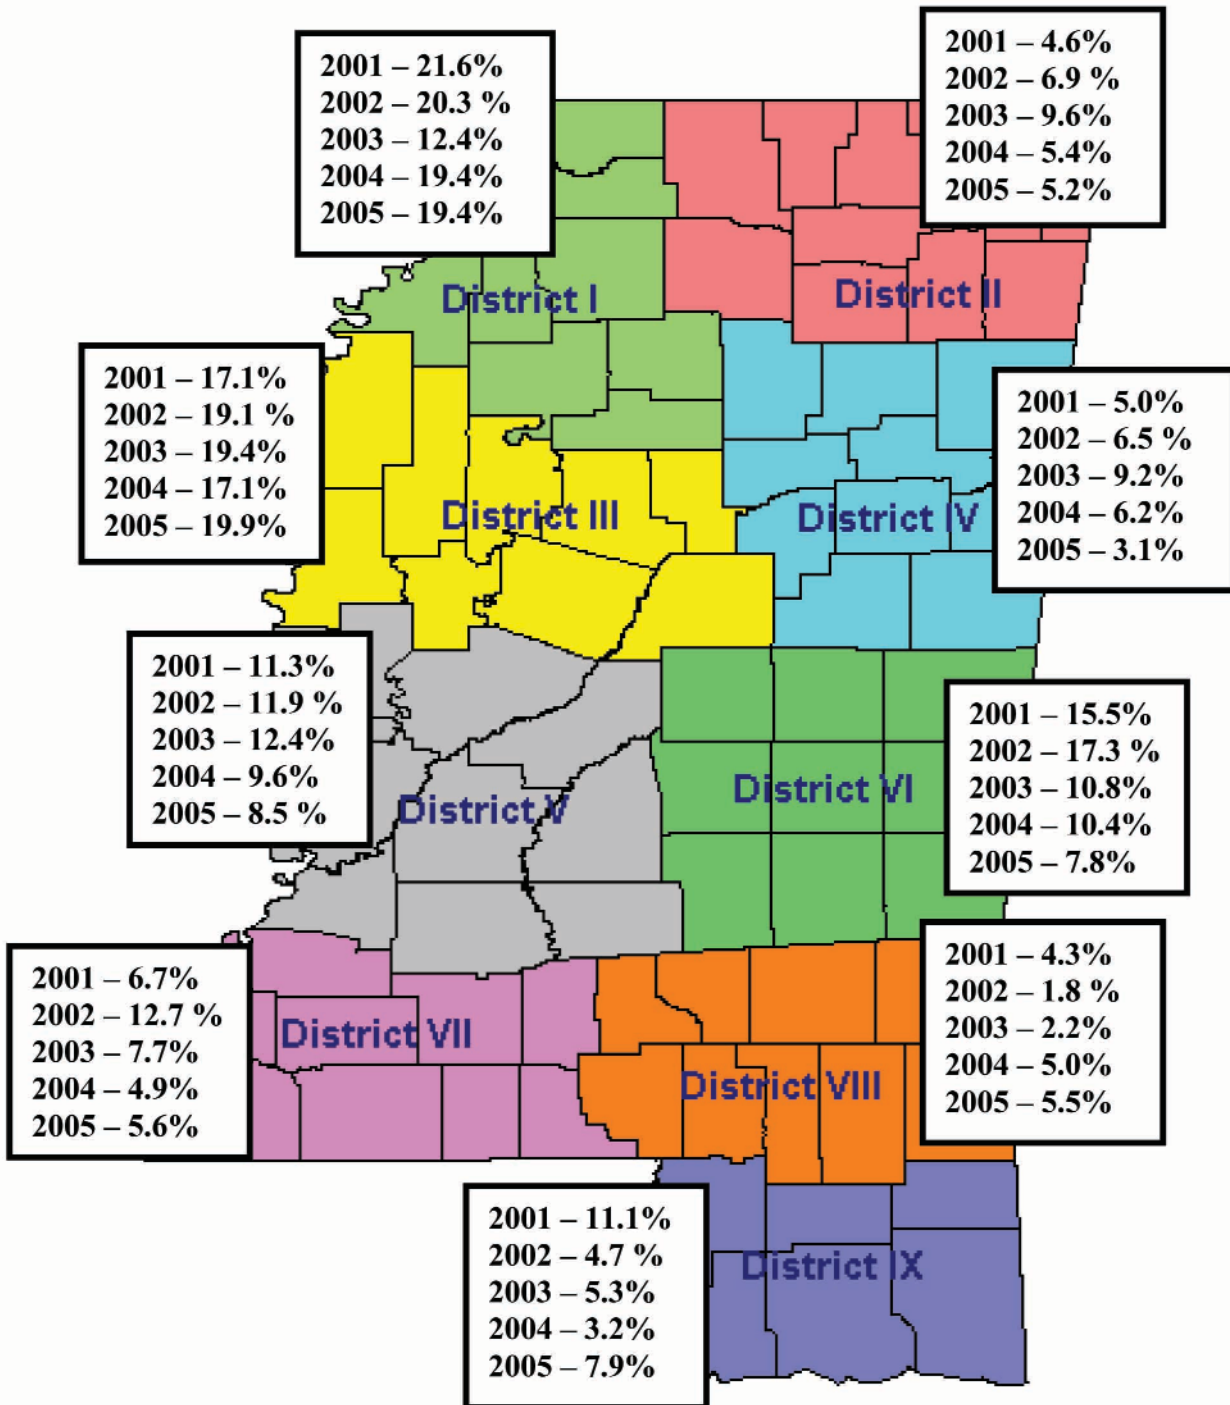 2001 – 21.6%
2002 – 20.3 %
2003 – 12.4%
2004 – 19.4%
2005 – 19.4%
2001 – 4.6%
2002 – 6.9 %
2003 – 9.6%
2004 – 5.4%
2005 – 5.2%
District I
District II
2001 – 17.1%
2002 – 19.1 %
2003 – 19.4%
2004 – 17.1%
2005 – 19.9%
District III
District IV
2001 – 5.0%
2002 – 6.5 %
2003 – 9.2%
2004 – 6.2%
2005 – 3.1%
2001 – 11.3%
2002 – 11.9 %
2003 – 12.4%
2004 – 9.6%
2005 – 8.5 %
District V
District VI
2001 – 15.5%
2002 – 17.3 %
2003 – 10.8%
2004 – 10.4%
2005 – 7.8%
2001 – 6.7%
2002 – 12.7 %
2003 – 7.7%
2004 – 4.9%
2005 – 5.6%
District VII
District VIII
2001 – 4.3%
2002 – 1.8 %
2003 – 2.2%
2004 – 5.0%
2005 – 5.5%
2001 – 11.1%
2002 – 4.7 %
2003 – 5.3%
2004 – 3.2%
2005 – 7.9%
District IX